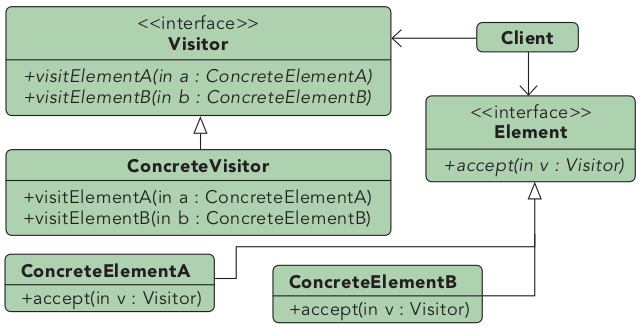 <<interface>>
Visitor
+visitElementA(in a : ConcreteElementA)
+visitElementB(in b : ConcreteElementB)
Client
<<interface>>
Element
+accept(in v : Visitor)
ConcreteVisitor
+visitElementA(in a : ConcreteElementA)
+visitElementB(in b : ConcreteElementB)
ConcreteElementA
+accept(in v : Visitor)
ConcreteElementB
+accept(in v : Visitor)